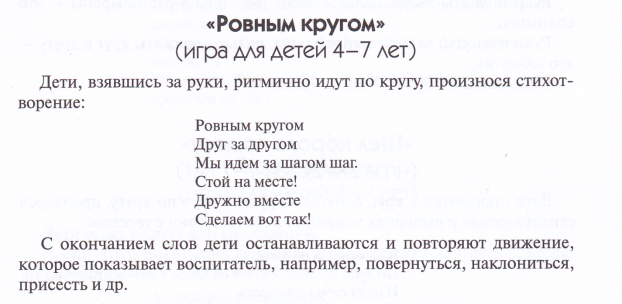 «Ровным кругом»
(игра для детей 4–7 лет)
Дети, взявшись за руки, ритмично идут по кругу, произнося стихот-
ворение:
Ровным кругом
Друг за другом
Мы идем за шагом шаг.
Стой на месте!
Дружно вместе
Сделаем вот так!
С окончанием слов дети останавливаются и повторяют движение,
которое показывает воспитатель, например, повернуться, наклониться,
присесть и др.